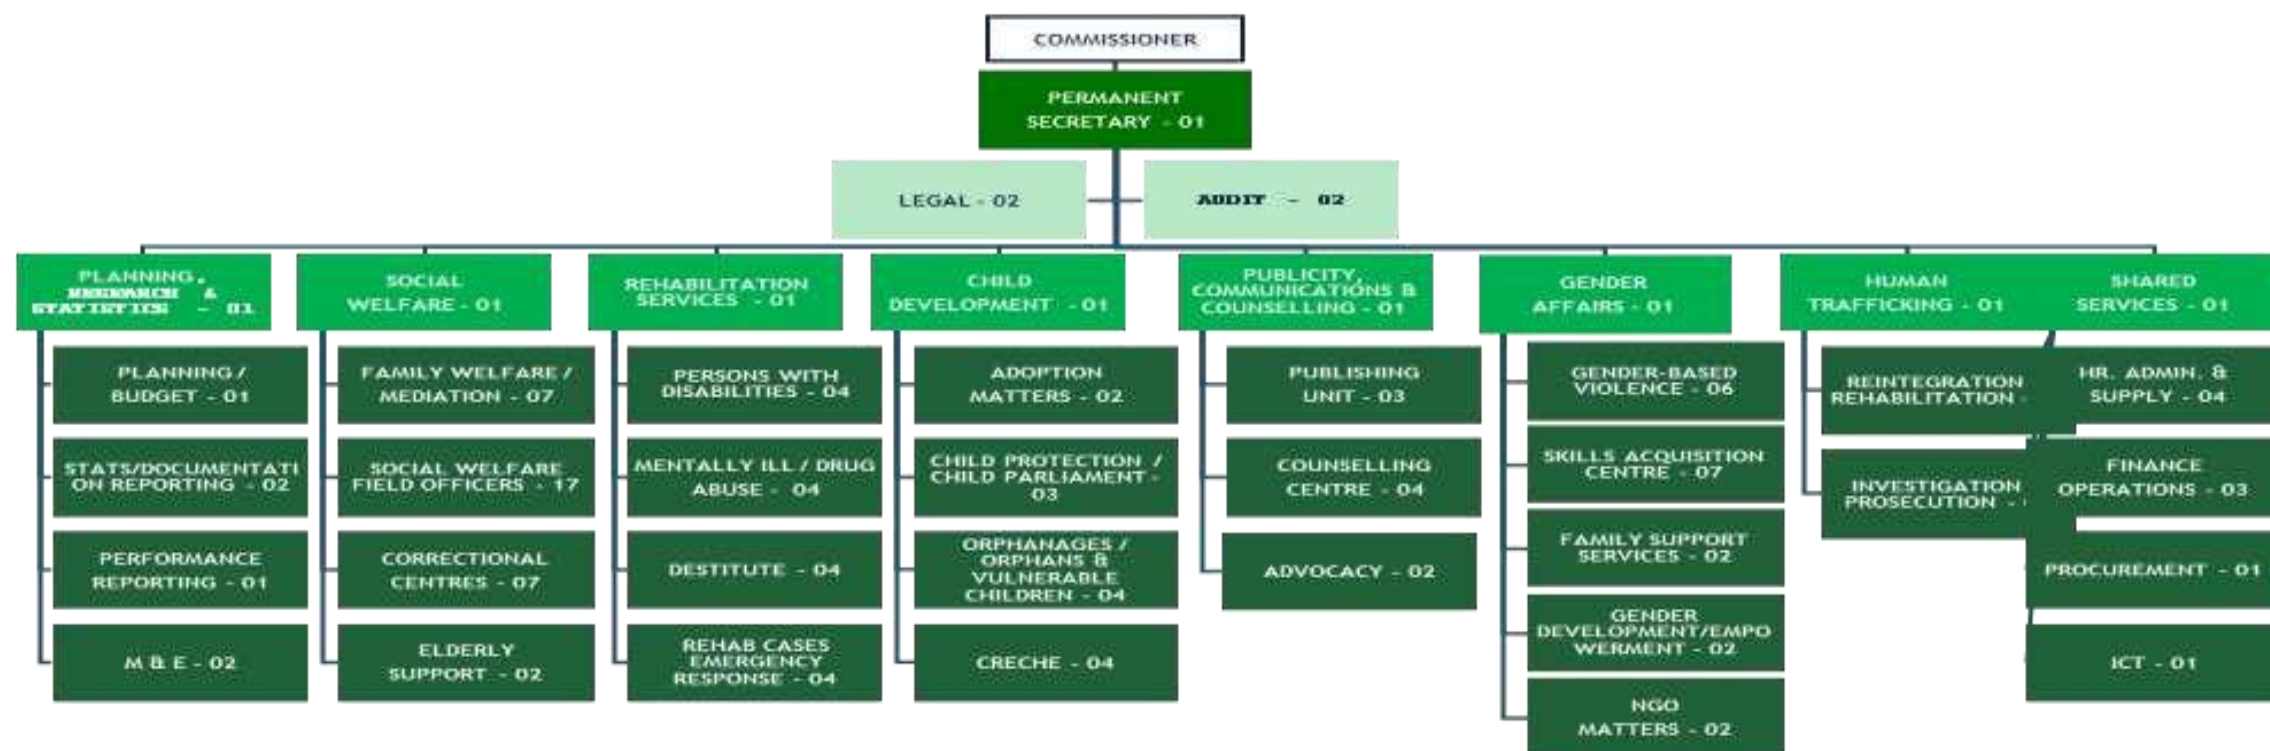 COMMISSIONER
PERMANENT
SECRETARY - 01
LEGAL - 02
AUDIT - 02
PLANNING,
RESEARCH &
STATISTICS - 01
SOCIAL
WELFARE - 01
REHABILITATION
SERVICES - 01
CHILD
DEVELOPMENT - 01
PUBLICITY,
COMMUNICATIONS &
COUNSELLING - 01
GENDER
AFFAIRS - 01
HUMAN
TRAFFICKING - 01
SHARED
SERVICES - 01
PLANNING /
BUDGET - 01
STATS/DOCUMENTATI
ON REPORTING - 02
PERFORMANCE
REPORTING - 01
M & E - 02
FAMILY WELFARE /
MEDIATION - 07
SOCIAL WELFARE
FIELD OFFICERS - 17
CORRECTIONAL
CENTRES - 07
ELDERLY
SUPPORT - 02
PERSONS WITH
DISABILITIES - 04
MENTALLY ILL / DRUG
ABUSE - 04
DESTITUTE - 04
REHAB CASES
EMERGENCY
RESPONSE - 04
ADOPTION
MATTERS - 02
CHILD PROTECTION /
CHILD PARLIAMENT -
03
ORPHANAGES /
ORPHANS &
VULNERABLE
CHILDREN - 04
CRECHE - 04
PUBLISHING
UNIT - 03
COUNSELLING
CENTRE - 04
ADVOCACY - 02
GENDER-BASED
VIOLENCE - 06
SKILLS ACQUISITION
CENTRE - 07
FAMILY SUPPORT
SERVICES - 02
GENDER
DEVELOPMENT/EMPO
WERMENT - 02
NGO
MATTERS - 02
REINTEGRATION
REHABILITATION -
INVESTIGATION
PROSECUTION -
HR. ADMIN. &
SUPPLY - 04
FINANCE
OPERATIONS - 03
PROCUREMENT - 01
ICT - 01